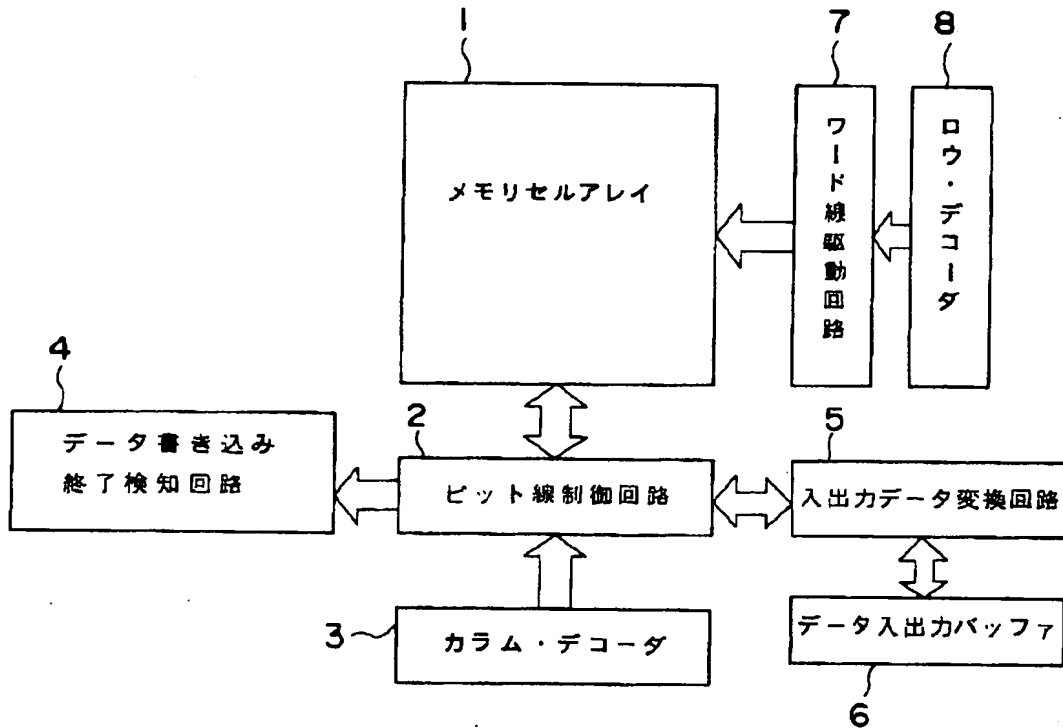 1
7
8
メモリセルアレイ
ワード線駆動回路
ロウ・デコーダ
4
データ書き込み
終了検知回路
2
ビット線制御回路
5
入出力データ変換回路
3
カラム・デコーダ
データ入出力バッファ
6